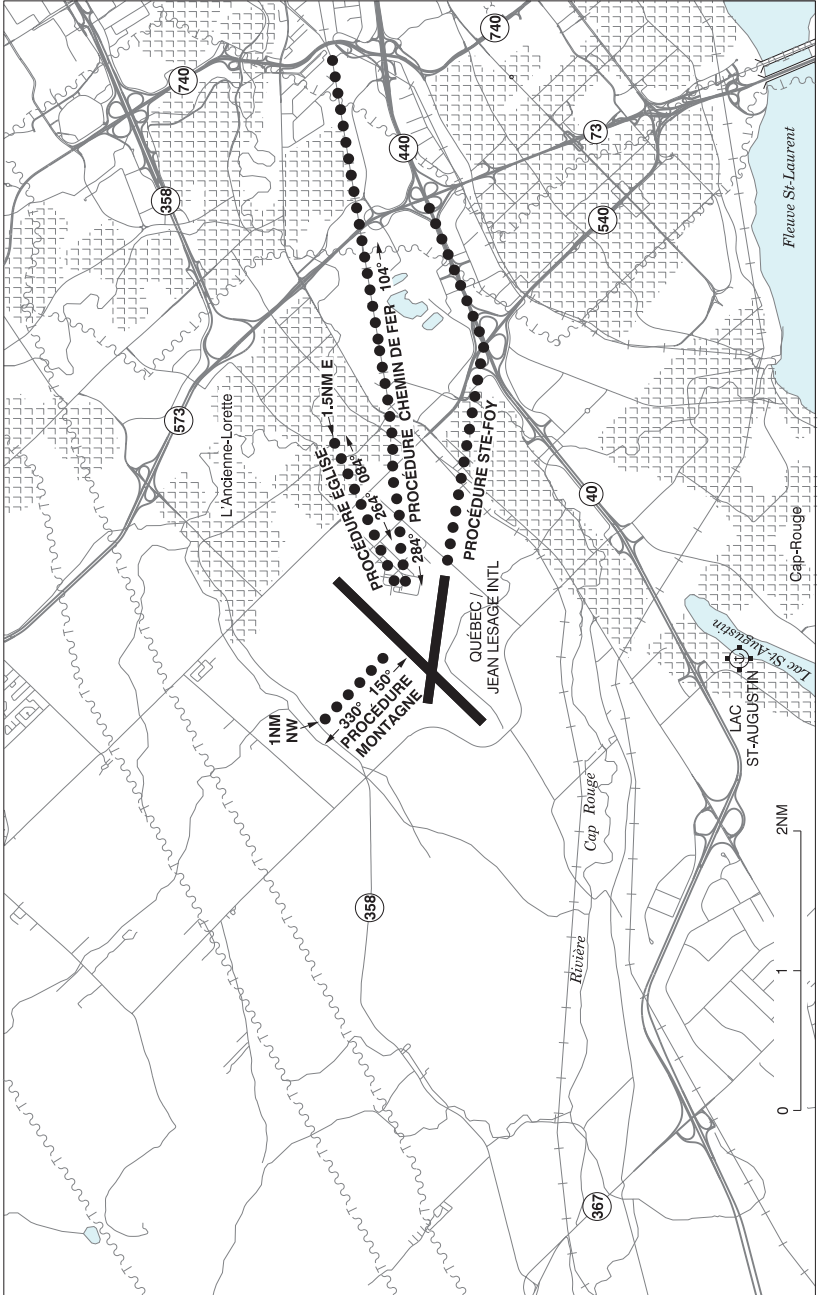 740
740
358
440
73
573
540
Fleuve St-Laurent
L'Ancienne-Lorette
PROCÉDURE ÉGLISE
1.5NM E
084°
264°
PROCÉDURE CHEMIN DE FER
104°
284°
PROCÉDURE STE-FOY
40
Cap-Rouge
1NM
NW
330°
150°
PROCÉDURE
MONTAGNE
QUÉBEC /
JEAN LESAGE INTL
Lac St-Augustin
LAC
ST-AUGUSTIN
358
Rivière
Cap Rouge
367
0
1
2NM